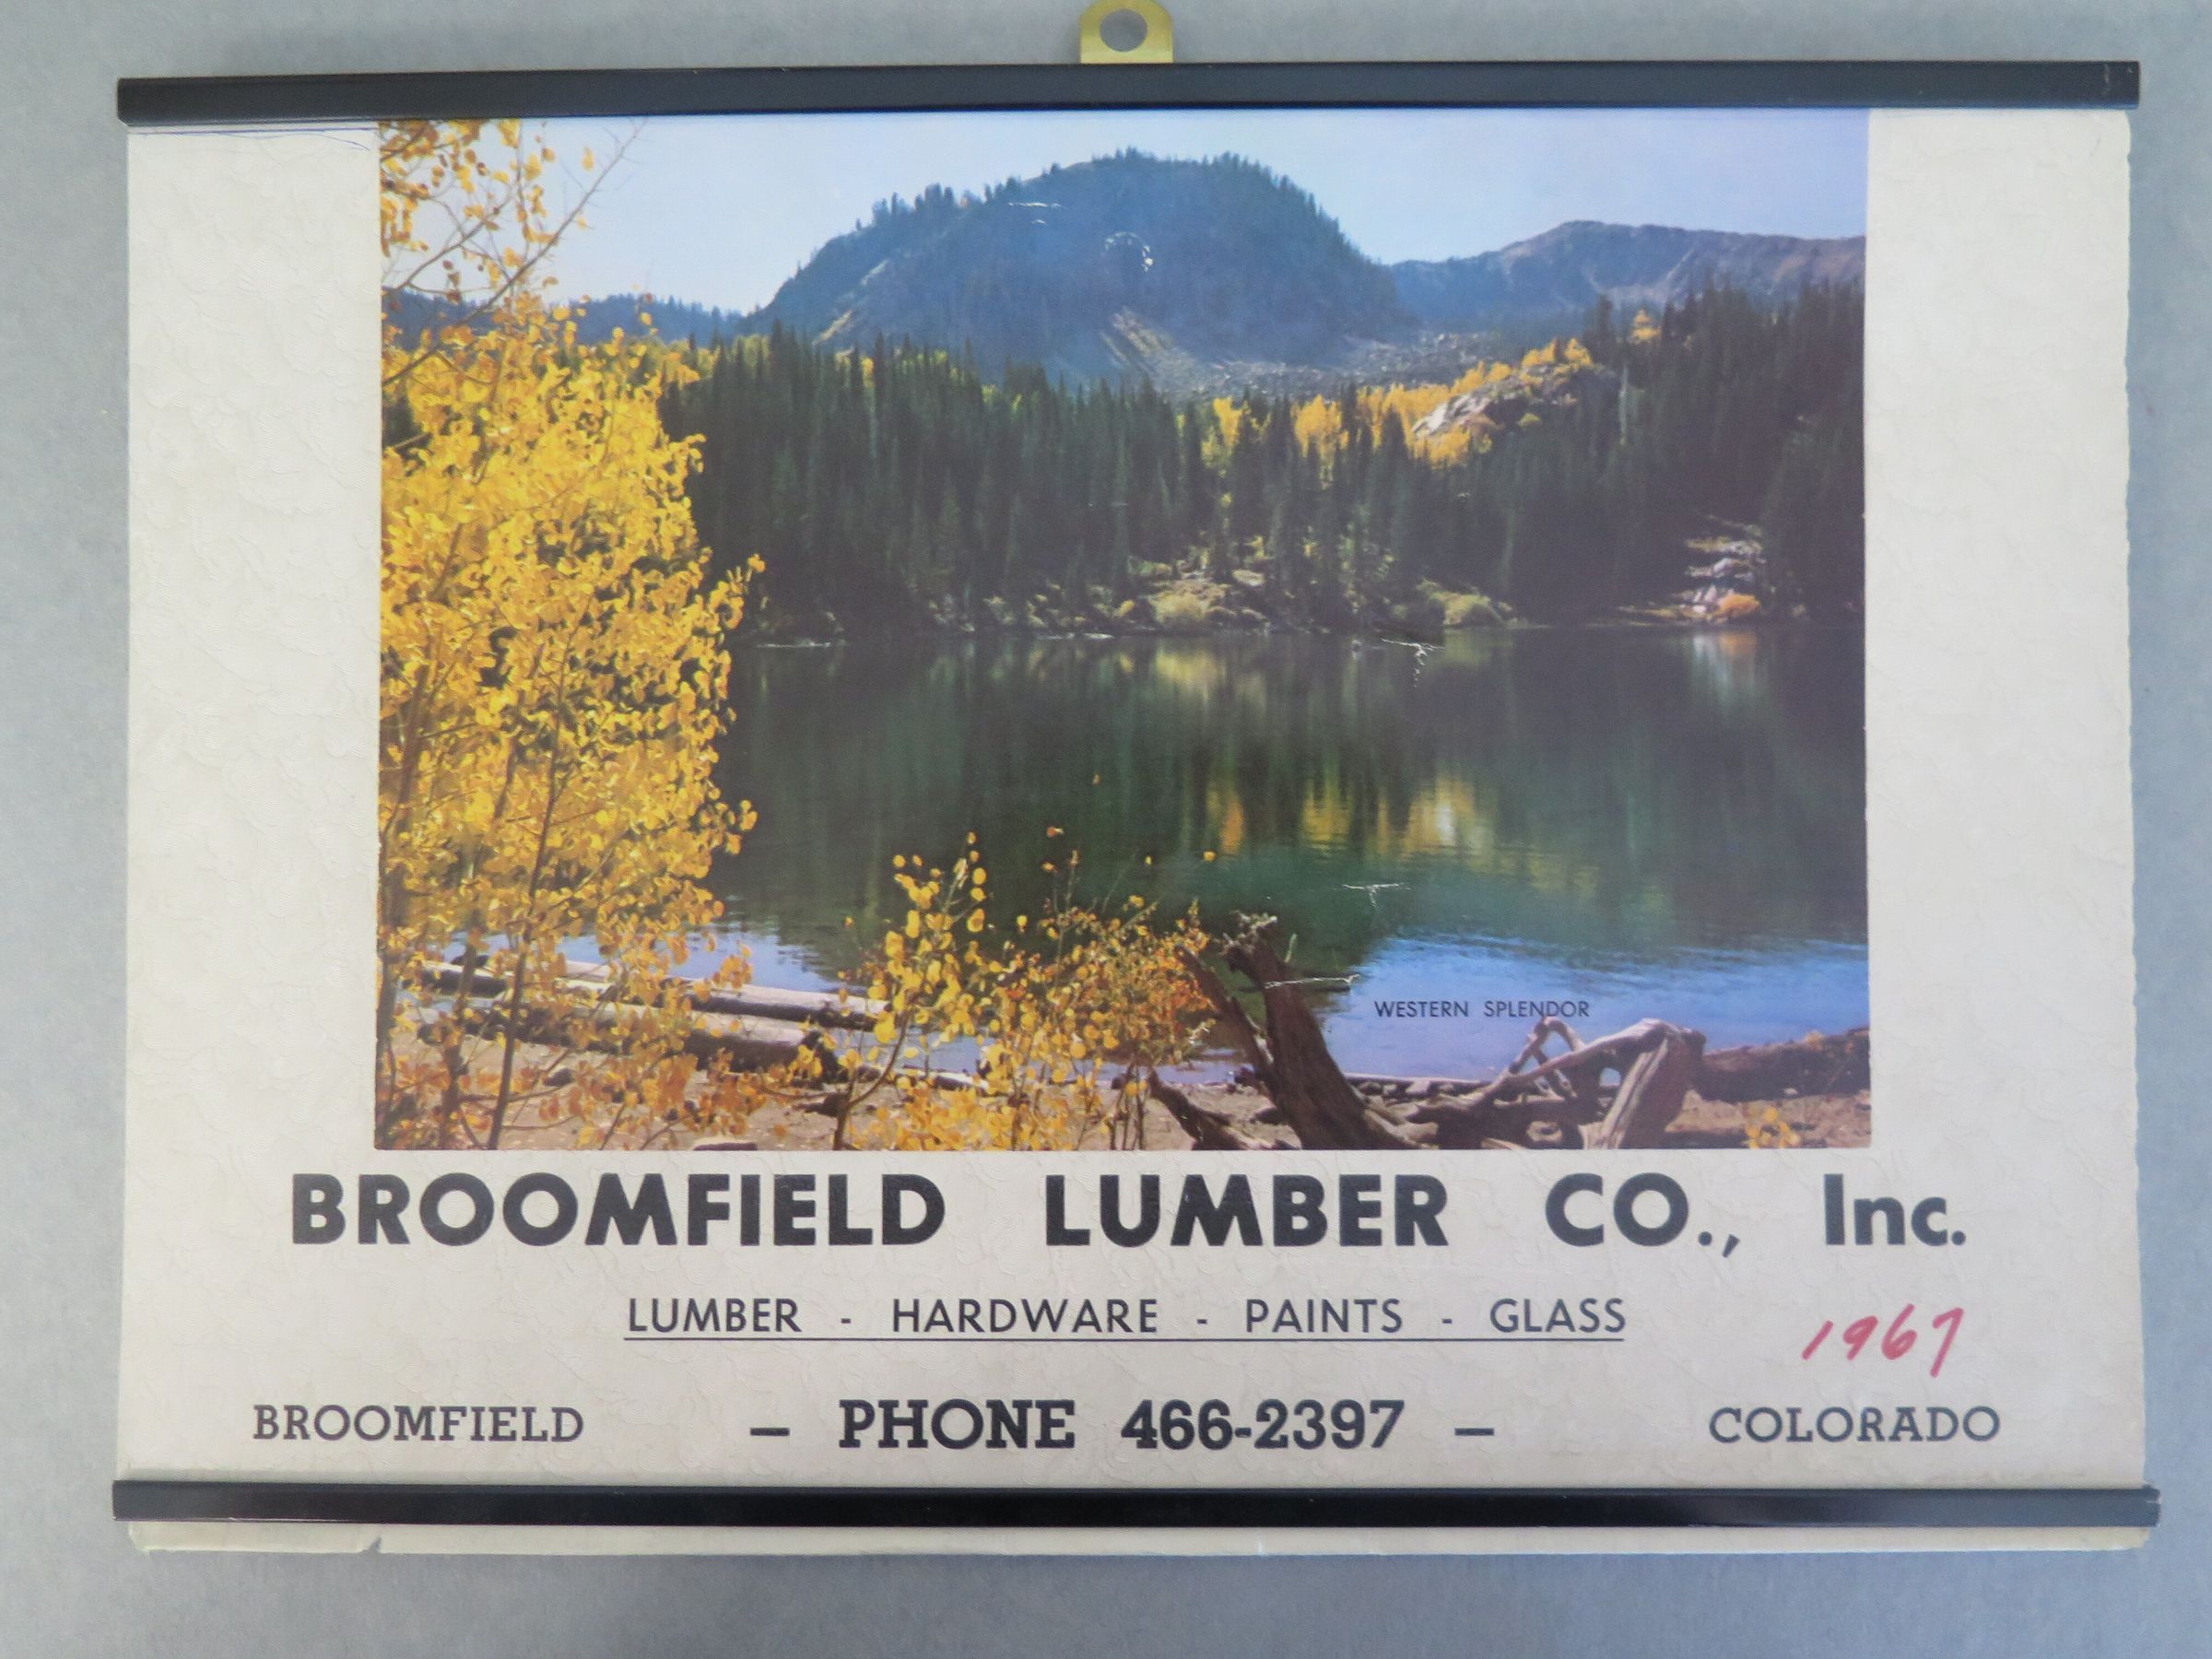 WESTERN SPLENDOR
BROOMFIELD LUMBER CO., Inc.
LUMBER - HARDWARE - PAINTS - GLASS
1967
BROOMFIELD — PHONE 466-2397 — COLORADO